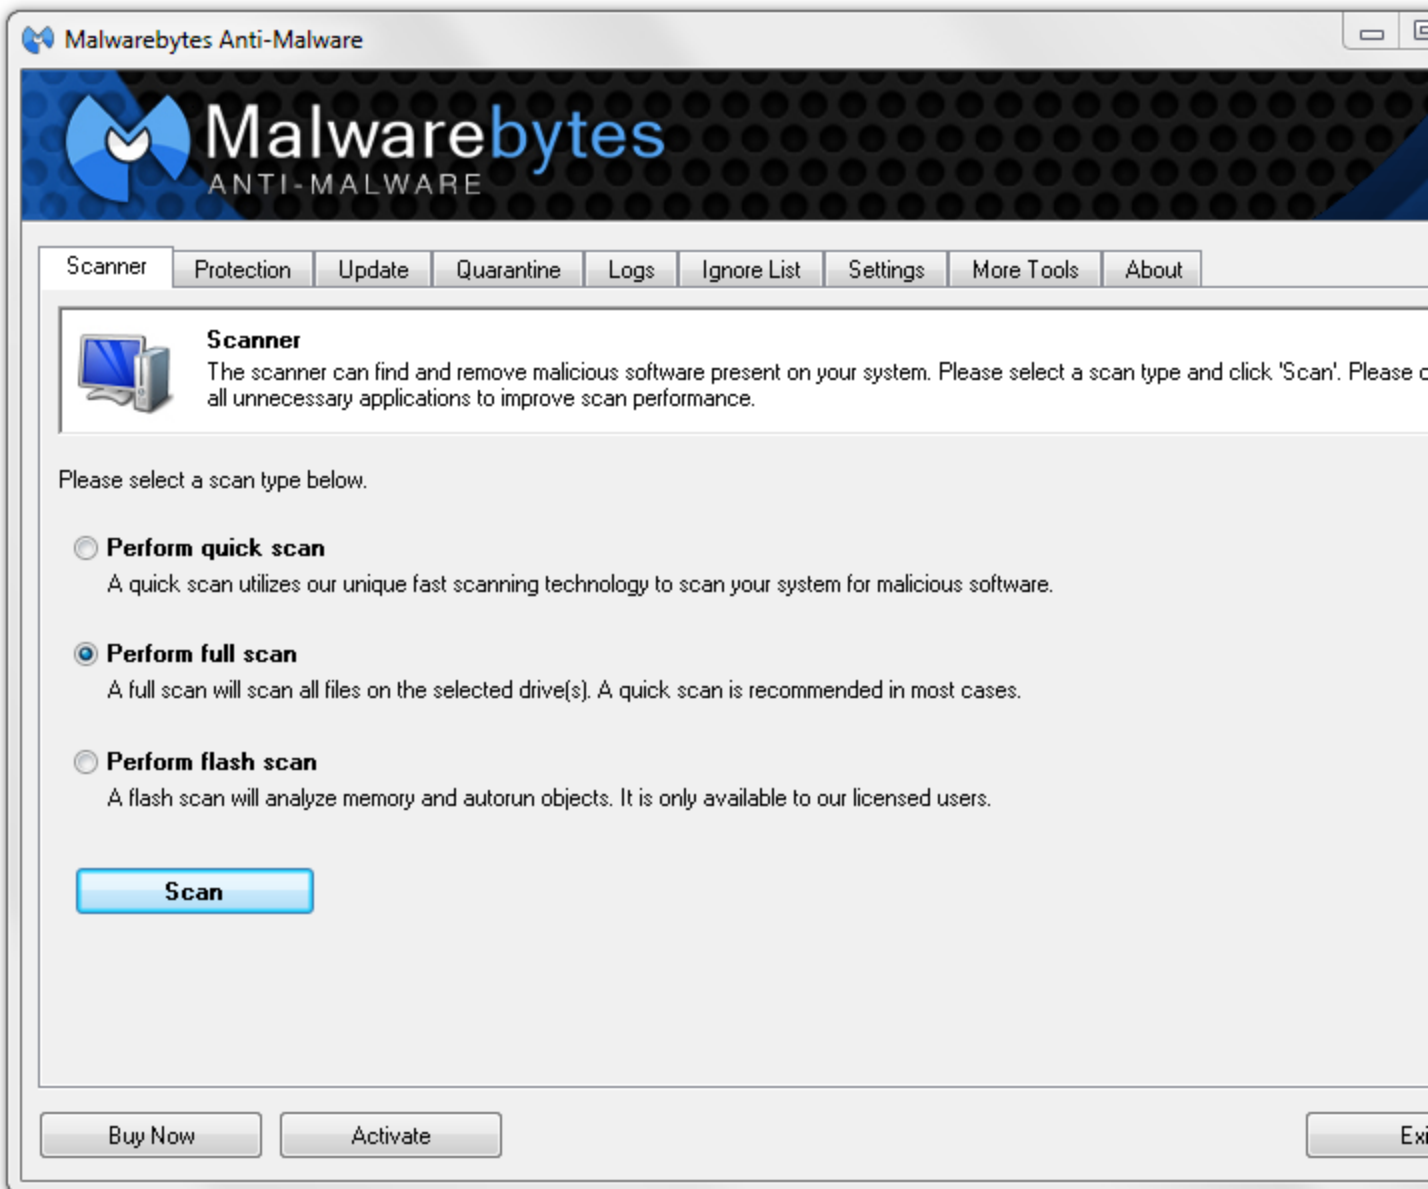 Malwarebytes Anti-Malware
Malwarebytes
ANTI-MALWARE
Scanner Protection Update Quarantine Logs Ignore List Settings More Tools About
Scanner
The scanner can find and remove malicious software present on your system. Please select a scan type and click 'Scan'. Please
all unnecessary applications to improve scan performance.
Please select a scan type below.
Perform quick scan
A quick scan utilizes our unique fast scanning technology to scan your system for malicious software.
Perform full scan
A full scan will scan all files on the selected drive(s). A quick scan is recommended in most cases.
Perform flash scan
A flash scan will analyze memory and autorun objects. It is only available to our licensed users.
Scan
Buy Now Activate